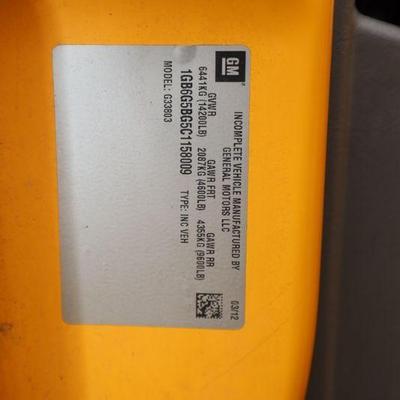 GM
INCOMPLETE VEHICLE MANUFACTURED BY
GENERAL MOTORS LLC
03/12
GVWR GAWR FRT GAWR RR
6441KG (14200LB) 2087KG (4600LB) 4355KG (9600LB)
1GB6G5BG5C1158009 TYPE: INC VEH
MODEL: G33803